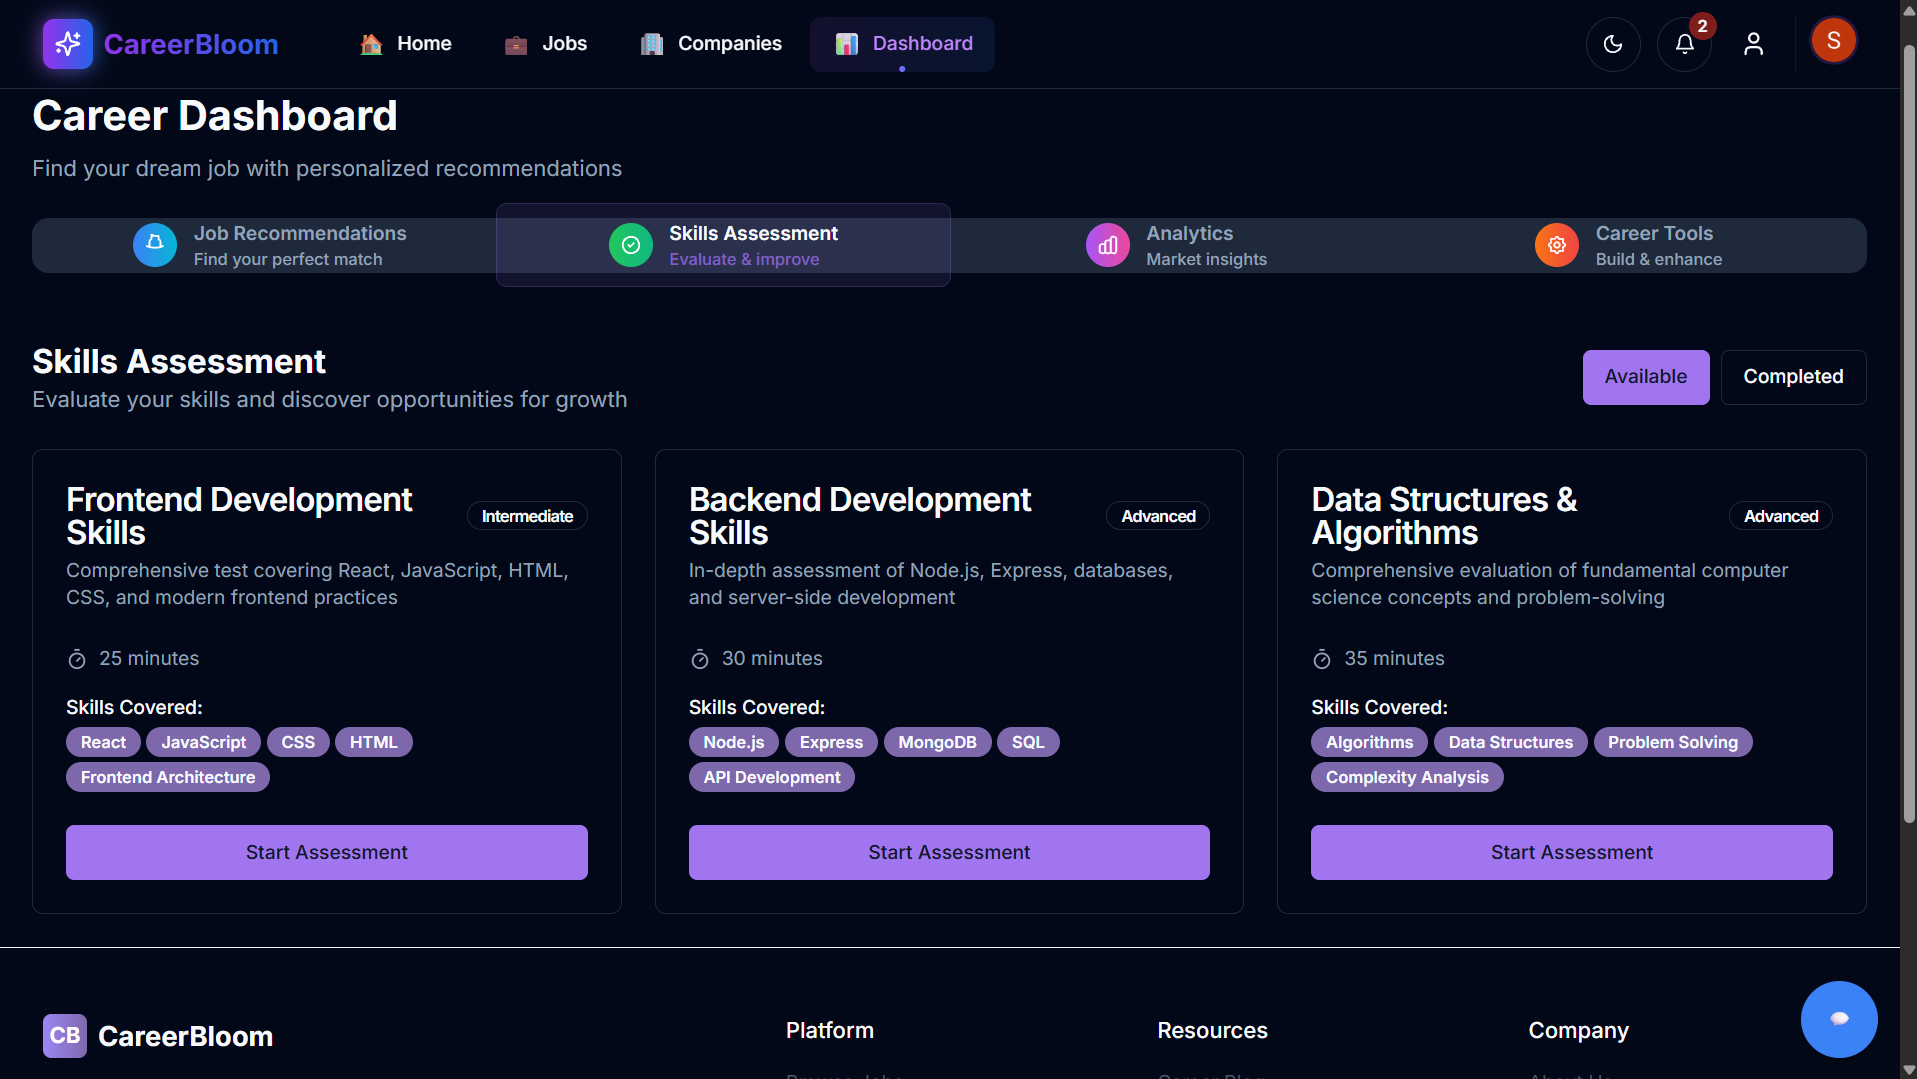 CareerBloom
Home
Jobs
Companies
Dashboard
2
S
Career Dashboard
Find your dream job with personalized recommendations
Job Recommendations
Find your perfect match
Skills Assessment
Evaluate & improve
Analytics
Market insights
Career Tools
Build & enhance
Skills Assessment
Evaluate your skills and discover opportunities for growth
Available
Completed
Frontend Development
Skills
Intermediate
Comprehensive test covering React, JavaScript, HTML,
CSS, and modern frontend practices
25 minutes
Skills Covered:
React JavaScript CSS HTML
Frontend Architecture
Start Assessment
Backend Development
Skills
Advanced
In-depth assessment of Node.js, Express, databases,
and server-side development
30 minutes
Skills Covered:
Node.js Express MongoDB SQL
API Development
Start Assessment
Data Structures &
Algorithms
Advanced
Comprehensive evaluation of fundamental computer
science concepts and problem-solving
35 minutes
Skills Covered:
Algorithms Data Structures Problem Solving
Complexity Analysis
Start Assessment
CB CareerBloom
Platform
Resources
Company